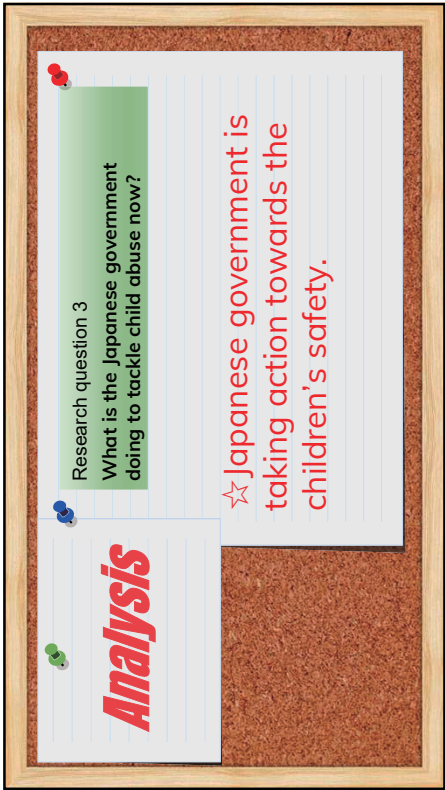 Analysis
Research question 3
What is the Japanese government
doing to tackle child abuse now?
☆Japanese government is
taking action towards the
children's safety.